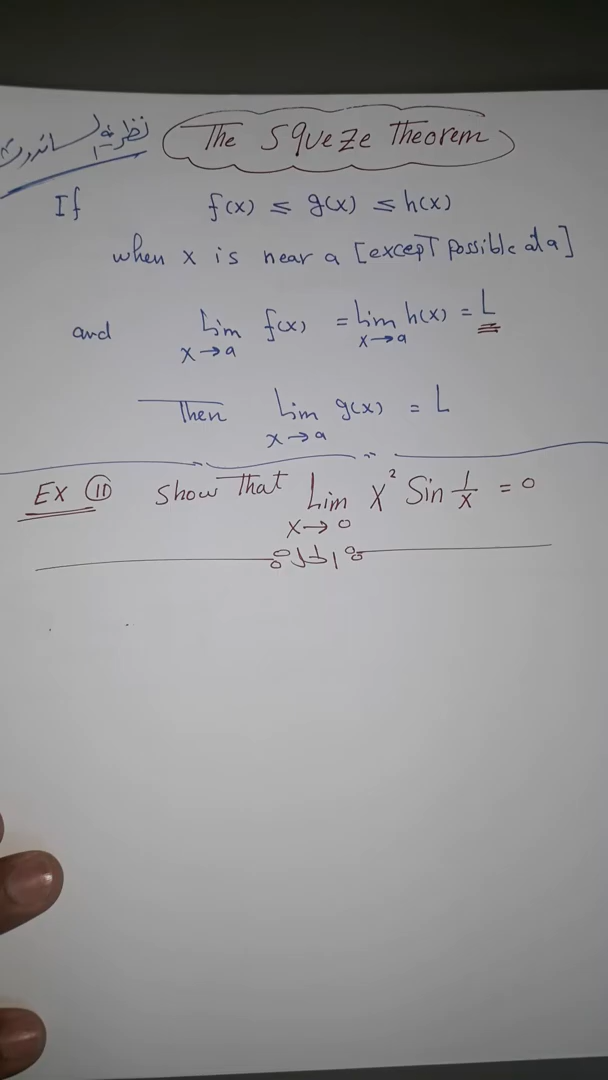 The Squeze Theorem
نظرية الساندوتش
If f(x) ≤ g(x) ≤ h(x)
when x is near a [except possible at a]
and Lim x→a f(x) = Lim x→a h(x) = L
Then Lim x→a g(x) = L
EX 11 Show That Lim x→0 x² Sin 1/x = 0
الحل